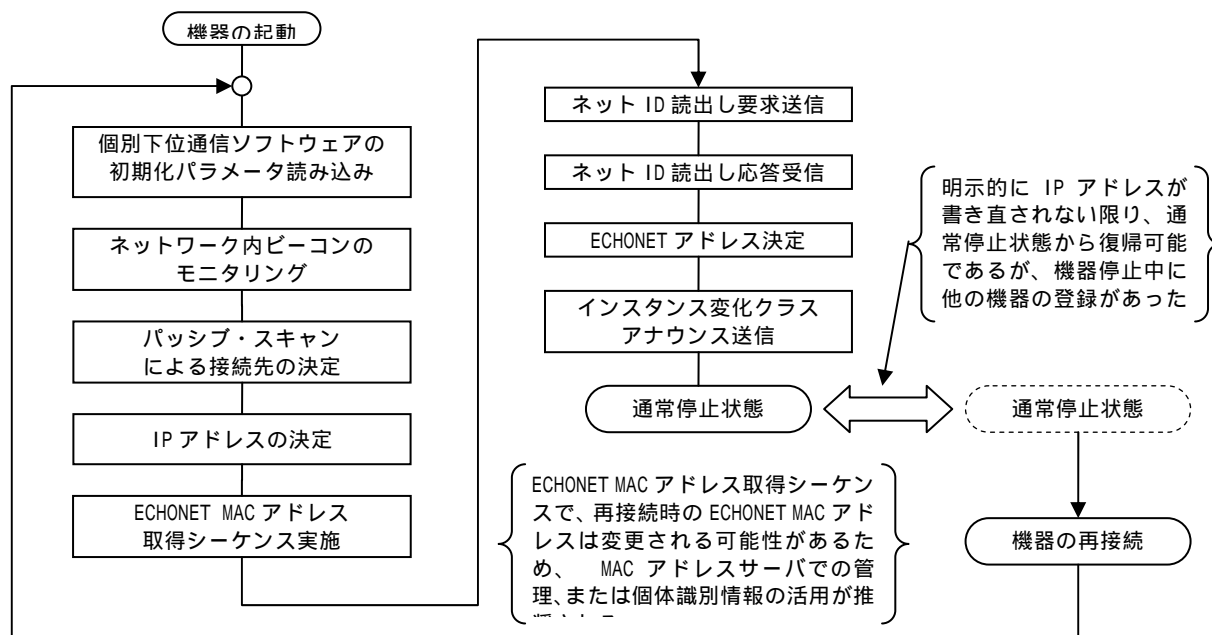 機器の起動
個別下位通信ソフトウェアの
初期化パラメータ読み込み
ネットワーク内ビーコンの
モニタリング
パッシブ・スキャン
による接続先の決定
IP アドレスの決定
ECHONET MAC アドレス
取得シーケンス実施
ネット ID 読出し要求送信
ネット ID 読出し応答受信
ECHONET アドレス決定
インスタンス変化クラス
アナウンス送信
通常停止状態
明示的に IP アドレスが
書き直されない限り、通
常停止状態から復帰可能
であるが、機器停止中に
他の機器の登録があった
通常停止状態
機器の再接続
ECHONET MAC アドレス取得シーケン
スで、再接続時の ECHONET MAC アド
レスは変更される可能性があるた
め、 MAC アドレスサーバでの管
理、または個体識別情報の活用が推